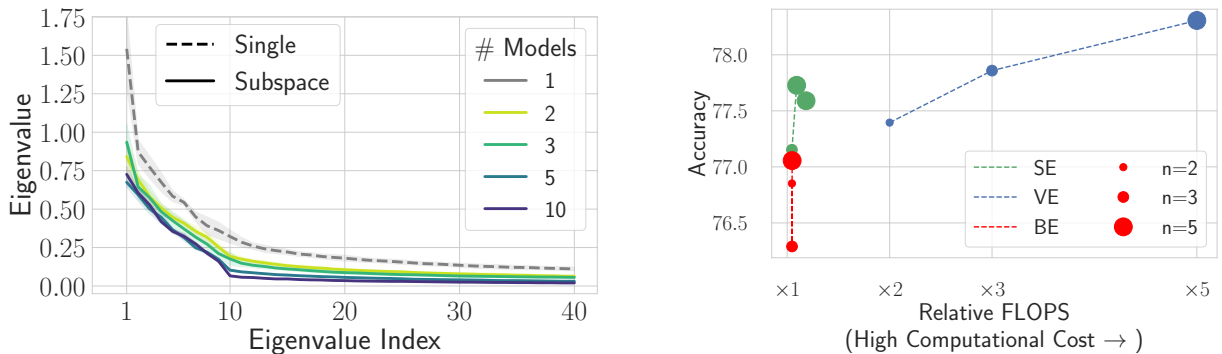 1.75
1.50
1.25
1.00
0.75
0.50
0.25
0.00
Eigenvalue
Single
Subspace
# Models
1
2
3
5
10
1
10
20
30
40
Eigenvalue Index
78.0
77.5
77.0
76.5
Accuracy
SE
VE
BE
n=2
n=3
n=5
×1
×2
×3
×5
Relative FLOPS
(High Computational Cost → )